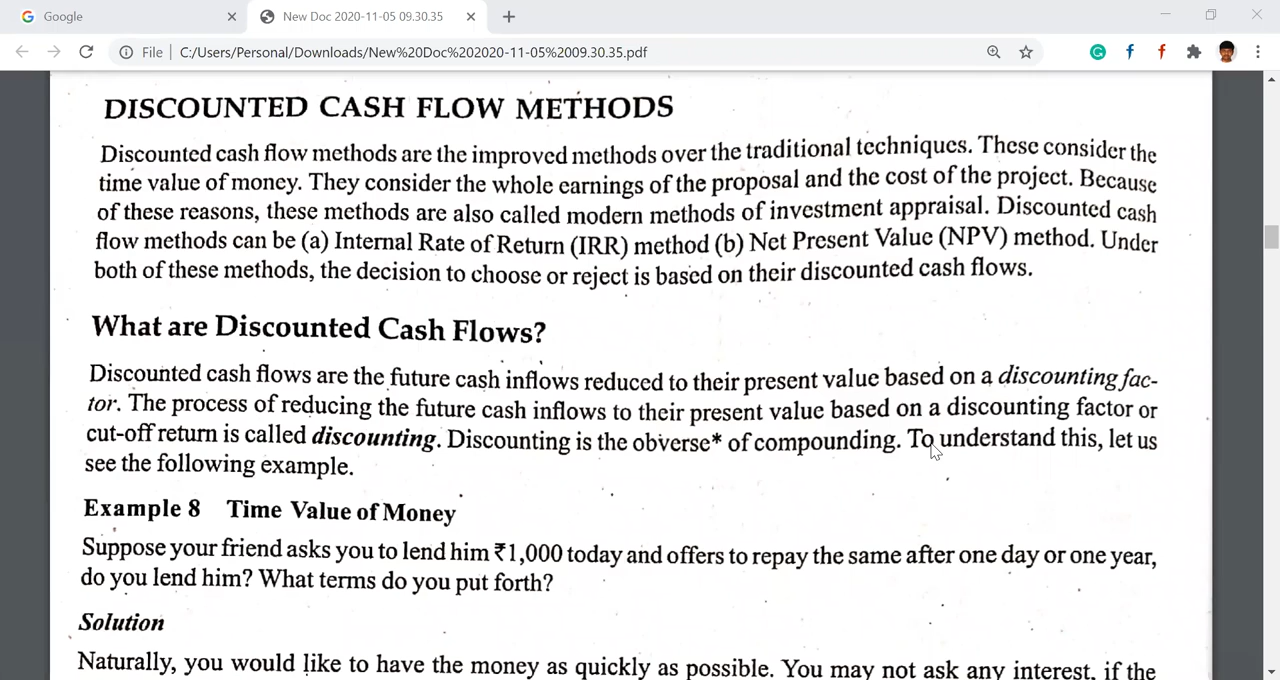 Google
New Doc 2020-11-05 09.30.35
File | C:/Users/Personal/Downloads/New%20Doc%202020-11-05%2009.30.35.pdf
DISCOUNTED CASH FLOW METHODS
Discounted cash flow methods are the improved methods over the traditional techniques. These consider the
time value of money. They consider the whole earnings of the proposal and the cost of the project. Because
of these reasons, these methods are also called modern methods of investment appraisal. Discounted cash
flow methods can be (a) Internal Rate of Return (IRR) method (b) Net Present Value (NPV) method. Under
both of these methods, the decision to choose or reject is based on their discounted cash flows.
What are Discounted Cash Flows?
Discounted cash flows are the future cash inflows reduced to their present value based on a discounting fac-
tor. The process of reducing the future cash inflows to their present value based on a discounting factor or
cut-off return is called discounting. Discounting is the obverse* of compounding. To understand this, let us
see the following example.
Example 8 Time Value of Money
Suppose your friend asks you to lend him ₹1,000 today and offers to repay the same after one day or one year,
do you lend him? What terms do you put forth?
Solution
Naturally, you would like to have the money as quickly as possible. You may not ask any interest, if the